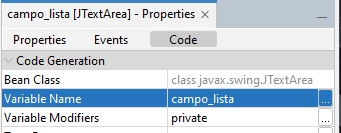 campo_lista [JTextArea] - Properties
Properties Events Code
Code Generation
Bean Class class javax.swing.JTextArea
Variable Name campo_lista ...
Variable Modifiers private ...